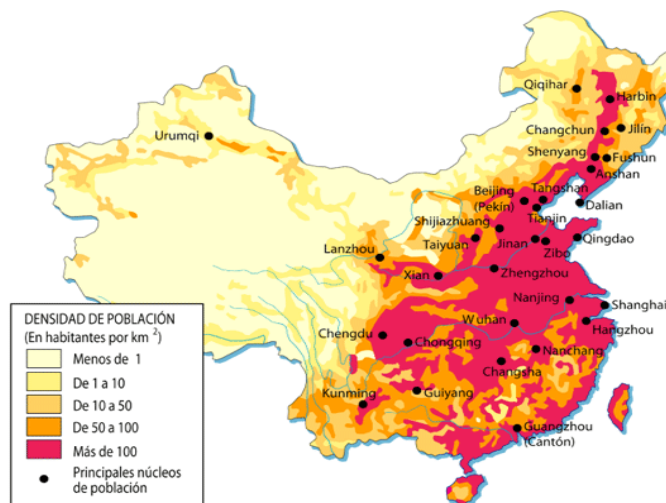 Qiqihar
Harbin
Urumqi
Changchun
Jilín
Shenyang
Fushun
Anshan
Beijing
(Pekín)
Tangshan
Dalian
Tianjin
Shijiazhuang
Taiyuan
Jinan
Zibo
Qingdao
Lanzhou
Xian
Zhengzhou
Nanjing
Shanghai
Hangzhou
Wuhan
Chengdu
Chongqing
Nanchang
Changsha
Kunming
Guiyang
Guangzhou
(Cantón)
DENSIDAD DE POBLACIÓN
(En habitantes por km 2)
Menos de 1
De 1 a 10
De 10 a 50
De 50 a 100
Más de 100
Principales núcleos
de población